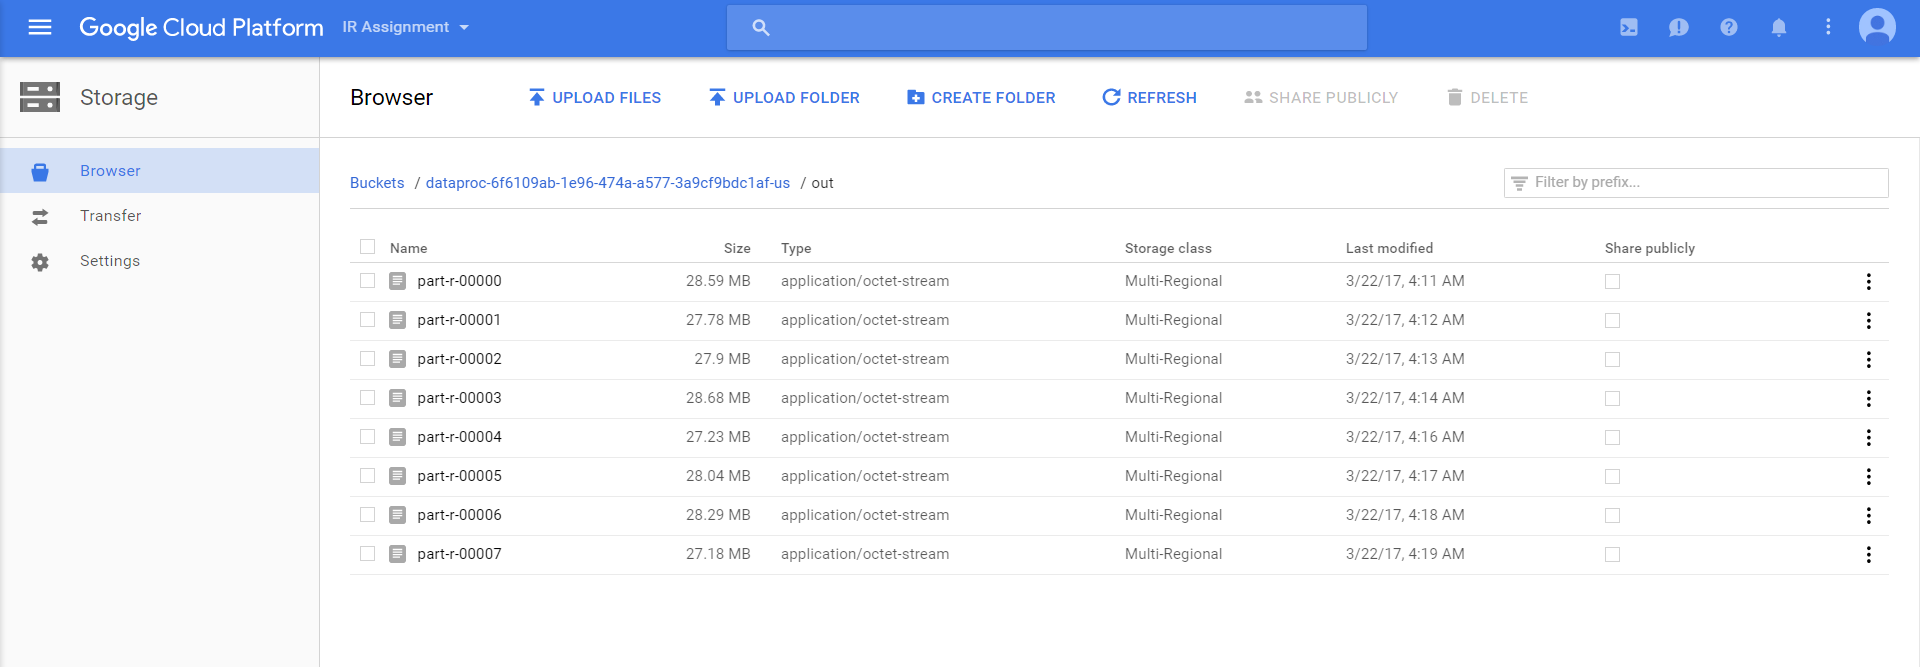 Google Cloud Platform IR Assignment
Storage
Browser UPLOAD FILES UPLOAD FOLDER CREATE FOLDER REFRESH SHARE PUBLICLY DELETE
Browser
Transfer
Settings
Buckets / dataproc-6f6109ab-1e96-474a-a577-3a9cf9bdc1af-us / out
Filter by prefix...
Name Size Type Storage class Last modified Share publicly
part-r-00000 28.59 MB application/octet-stream Multi-Regional 3/22/17, 4:11 AM
part-r-00001 27.78 MB application/octet-stream Multi-Regional 3/22/17, 4:12 AM
part-r-00002 27.9 MB application/octet-stream Multi-Regional 3/22/17, 4:13 AM
part-r-00003 28.68 MB application/octet-stream Multi-Regional 3/22/17, 4:14 AM
part-r-00004 27.23 MB application/octet-stream Multi-Regional 3/22/17, 4:16 AM
part-r-00005 28.04 MB application/octet-stream Multi-Regional 3/22/17, 4:17 AM
part-r-00006 28.29 MB application/octet-stream Multi-Regional 3/22/17, 4:18 AM
part-r-00007 27.18 MB application/octet-stream Multi-Regional 3/22/17, 4:19 AM